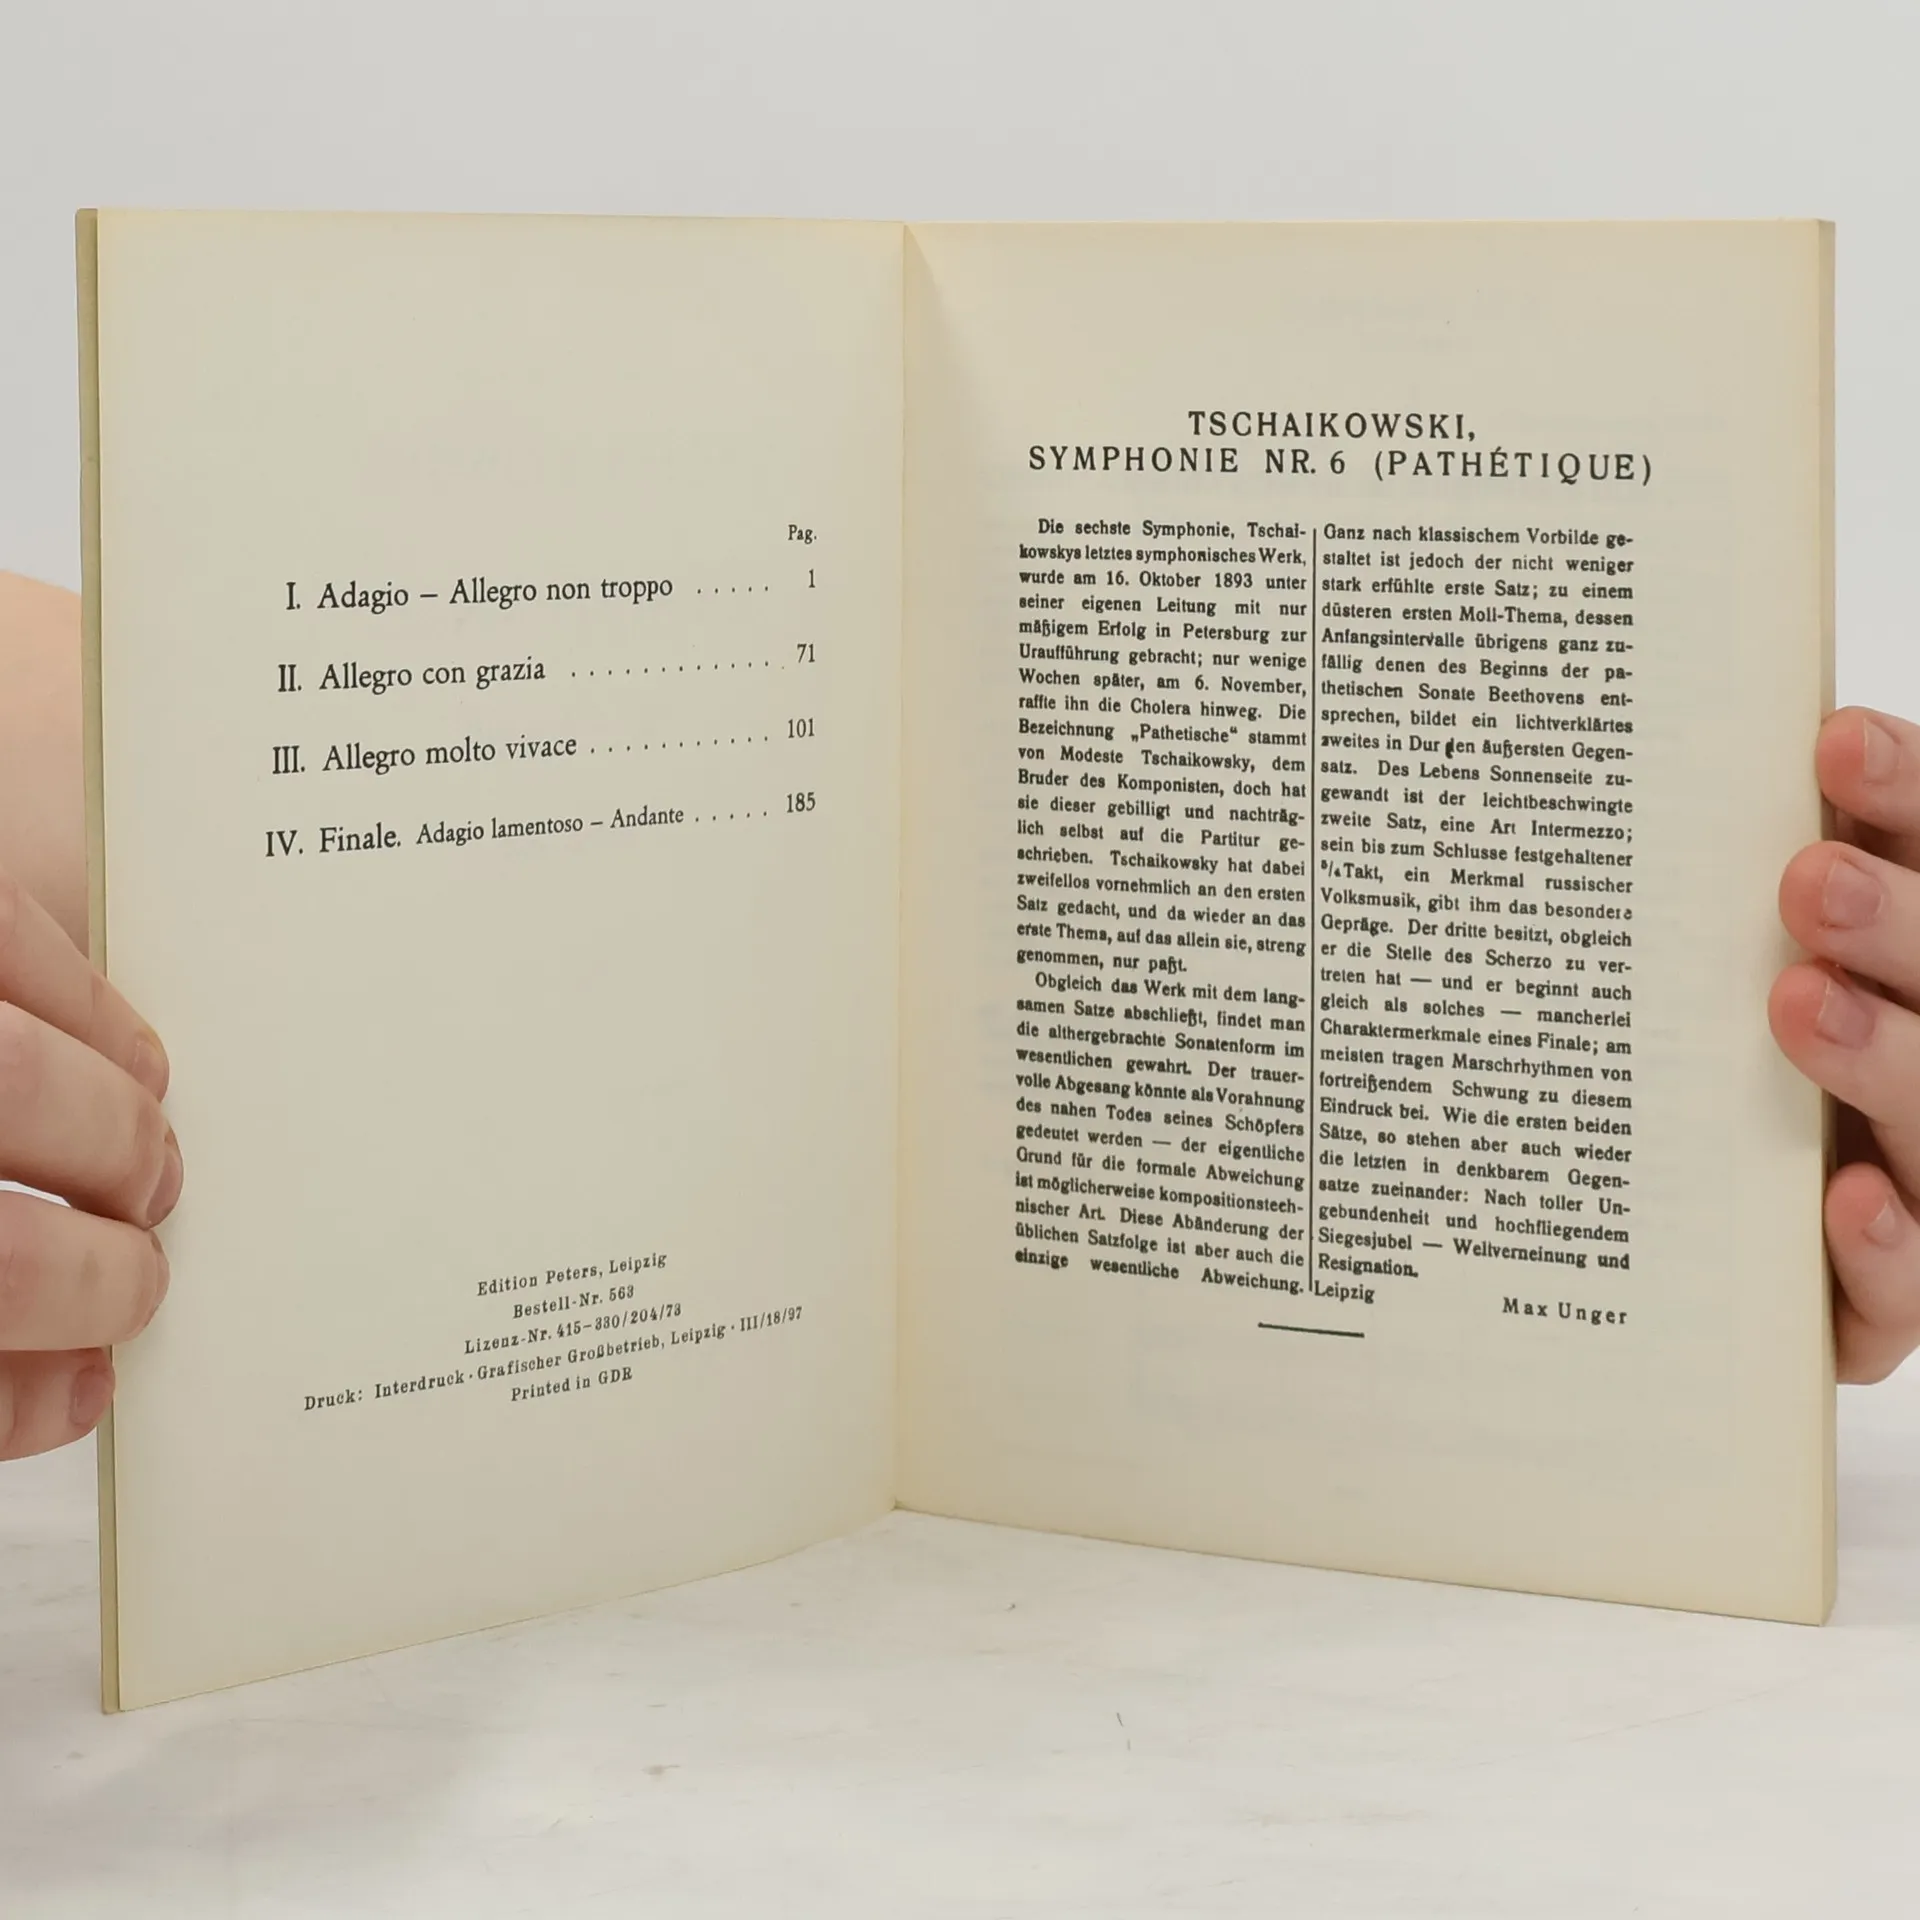 Pag.
I. Adagio – Allegro non troppo ..... 1
II. Allegro con grazia ............ 71
III. Allegro molto vivace ........... 101
IV. Finale. Adagio lamentoso – Andante ..... 185
Edition Peters, Leipzig
Bestell-Nr. 563
Lizenz-Nr. 415-330/204/73
Druck: Interdruck · Grafischer Großbetrieb, Leipzig · III/18/97
Printed in GDR
TSCHAIKOWSKI,
SYMPHONIE NR. 6 (PATHÉTIQUE)
Die sechste Symphonie, Tschai-
kowskys letztes symphonisches Werk,
wurde am 16. Oktober 1893 unter
seiner eigenen Leitung mit nur
mäßigem Erfolg in Petersburg zur
Uraufführung gebracht; nur wenige
Wochen später, am 6. November,
raffte ihn die Cholera hinweg. Die
Bezeichnung „Pathetische“ stammt
von Modeste Tschaikowsky, dem
Bruder des Komponisten, doch hat
sie dieser gebilligt und nachträg-
lich selbst auf die Partitur ge-
schrieben. Tschaikowsky hat dabei
zweifellos vornehmlich an den ersten
Satz gedacht, und da wieder an das
erste Thema, auf das allein sie, streng
genommen, nur paßt.
Obgleich das Werk mit dem lang-
samen Satze abschließt, findet man
die althergebrachte Sonatenform im
wesentlichen gewahrt. Der trauer-
volle Abgesang könnte als Vorahnung
des nahen Todes seines Schöpfers
gedeutet werden — der eigentliche
Grund für die formale Abweichung
ist möglicherweise kompositionstech-
nischer Art. Diese Abänderung der
üblichen Satzfolge ist aber auch die
einzige wesentliche Abweichung.
Ganz nach klassischem Vorbilde ge-
staltet ist jedoch der nicht weniger
stark erfühlte erste Satz; zu einem
düsteren ersten Moll-Thema, dessen
Anfangsintervalle übrigens ganz zu-
fällig denen des Beginns der pa-
thetischen Sonate Beethovens ent-
sprechen, bildet ein lichtverklärtes
zweites in Dur den äußersten Gegen-
satz. Des Lebens Sonnenseite zu-
gewandt ist der leichtbeschwingte
zweite Satz, eine Art Intermezzo;
sein bis zum Schlusse festgehaltener
5/4 Takt, ein Merkmal russischer
Volksmusik, gibt ihm das besondere
Gepräge. Der dritte besitzt, obgleich
er die Stelle des Scherzo zu ver-
treten hat — und er beginnt auch
gleich als solches — mancherlei
Charaktermerkmale eines Finale; am
meisten tragen Marschrhythmen von
fortreißendem Schwung zu diesem
Eindruck bei. Wie die ersten beiden
Sätze, so stehen aber auch wieder
die letzten in denkbarem Gegen-
satze zueinander: Nach toller Un-
gebundenheit und hochfliegendem
Siegesjubel — Weltverneinung und
Resignation.
Leipzig Max Unger